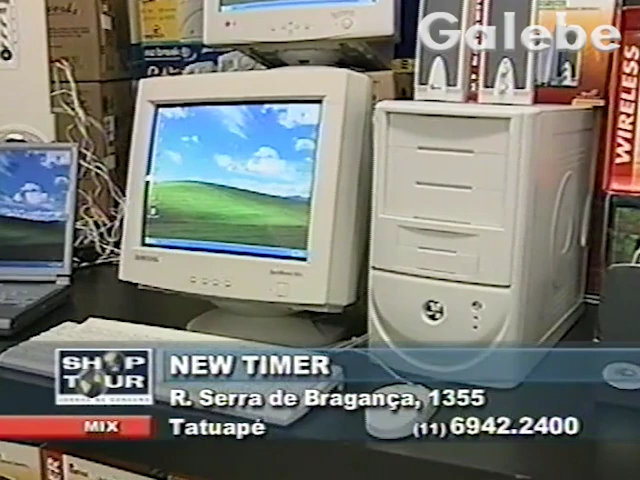 Galebe
WIRELESS
SAMSUNG
SHOP
TOUR
NEW TIMER
R. Serra de Bragança, 1355
MIX
Tatuapé
(11) 6942.2400